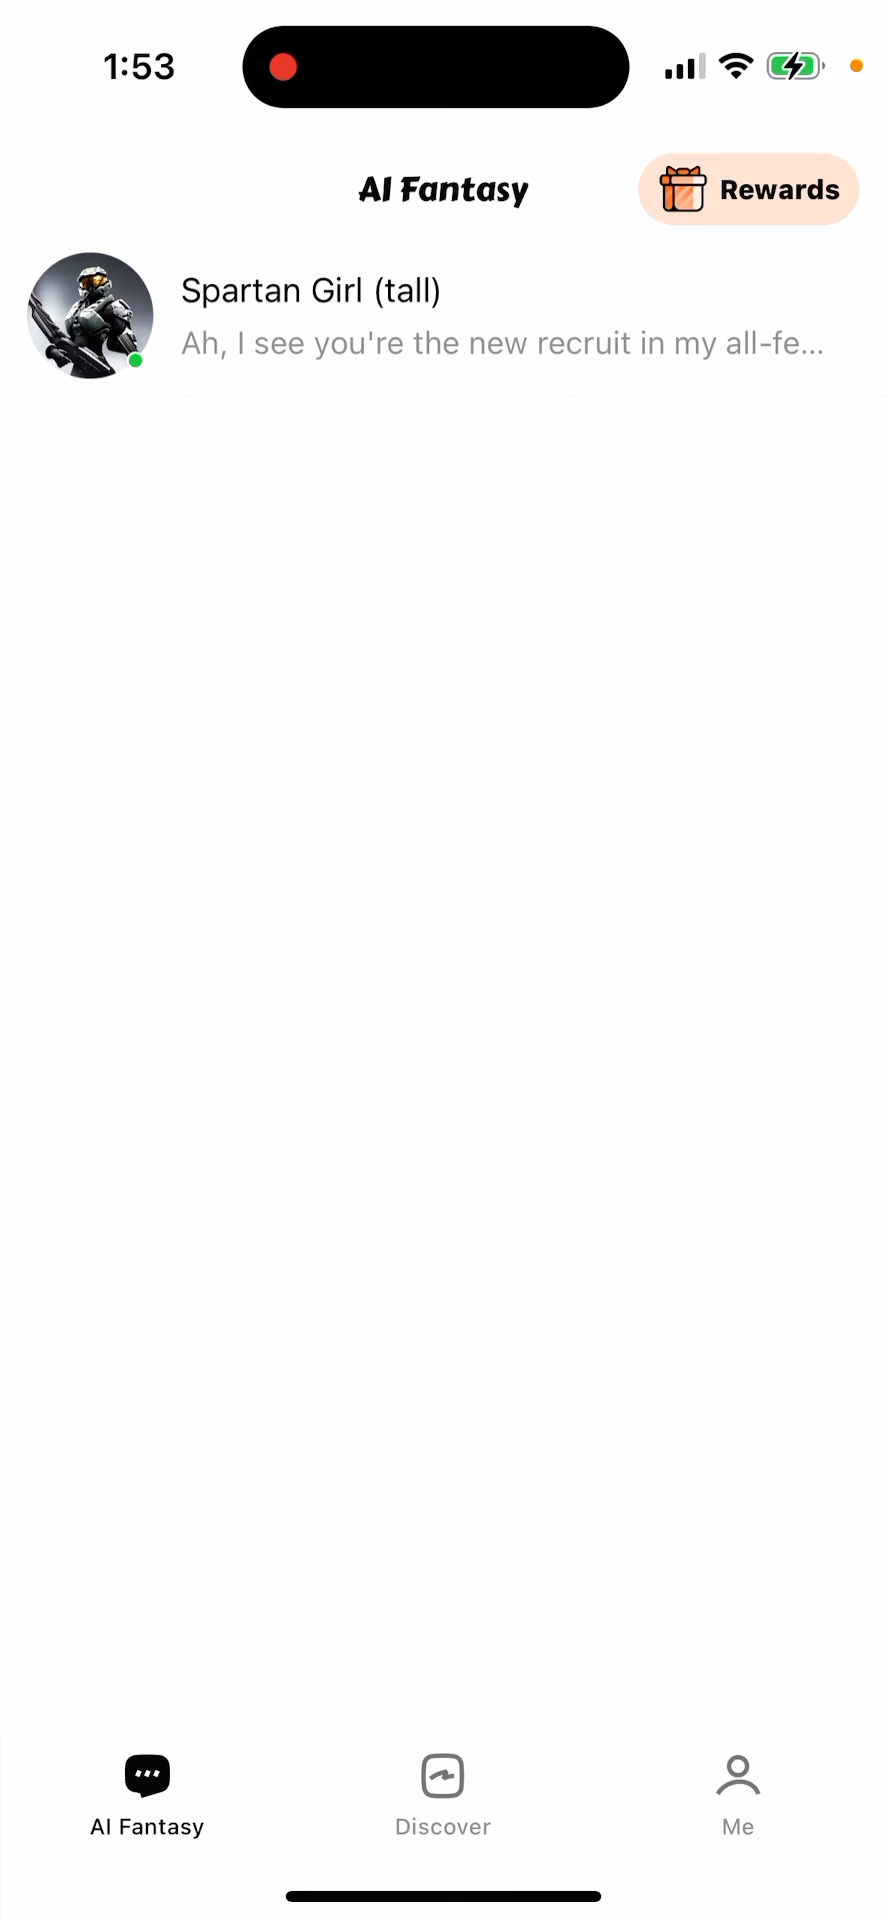 1:53
AI Fantasy
Rewards
Spartan Girl (tall)
Ah, I see you're the new recruit in my all-fe...
AI Fantasy
Discover
Me